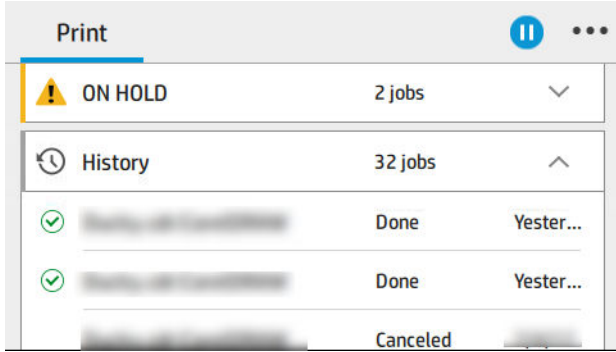 Print
ON HOLD 2 jobs
History 32 jobs
Done Yester...
Done Yester...
Canceled